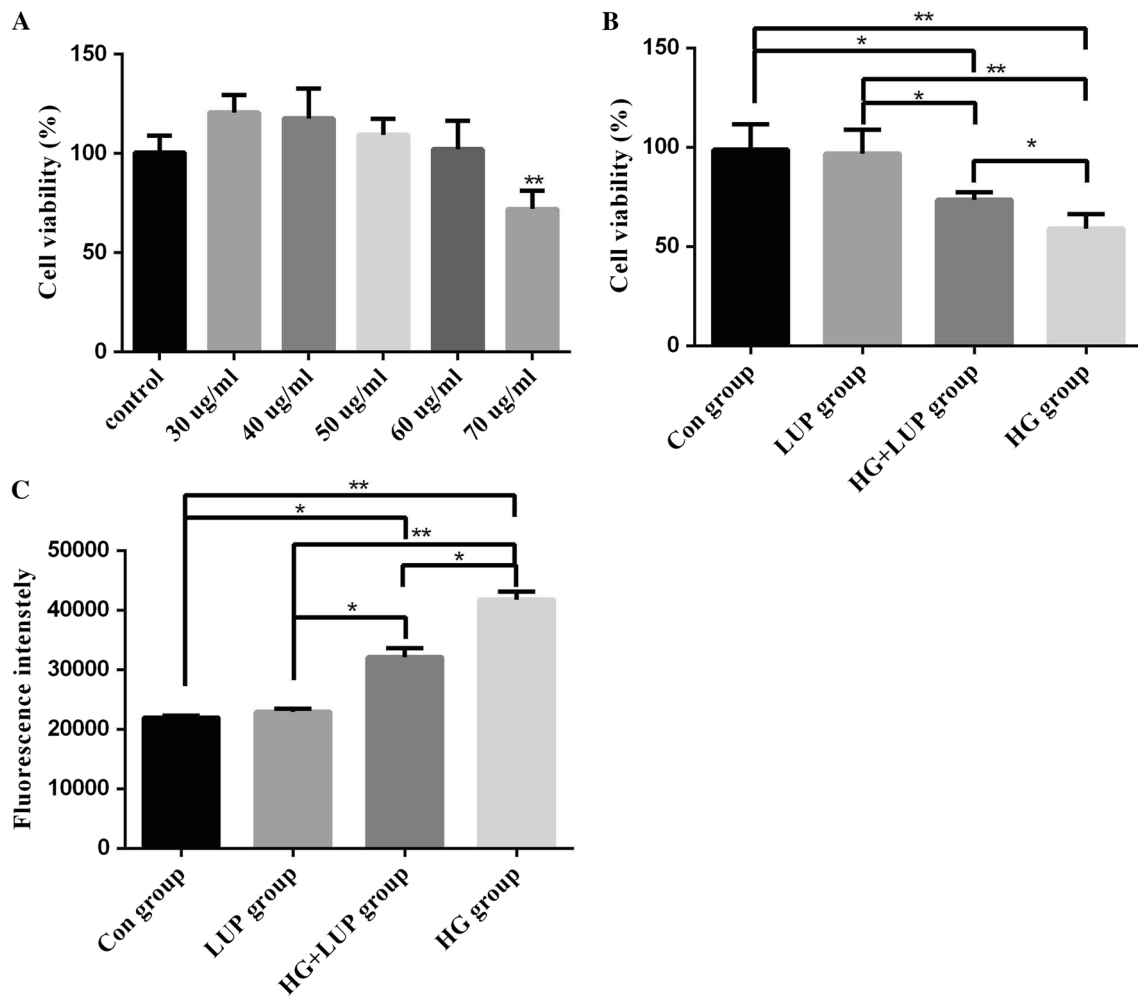 A
Cell viability (%)
150
100
50
0
**
control
30 ug/ml
40 ug/ml
50 ug/ml
60 ug/ml
70 ug/ml
B
Cell viability (%)
150
100
50
0
**
*
**
*
*
Con group
LUP group
HG+LUP group
HG group
C
Fluorescence intenstely
50000
40000
30000
20000
10000
0
**
*
**
*
*
Con group
LUP group
HG+LUP group
HG group